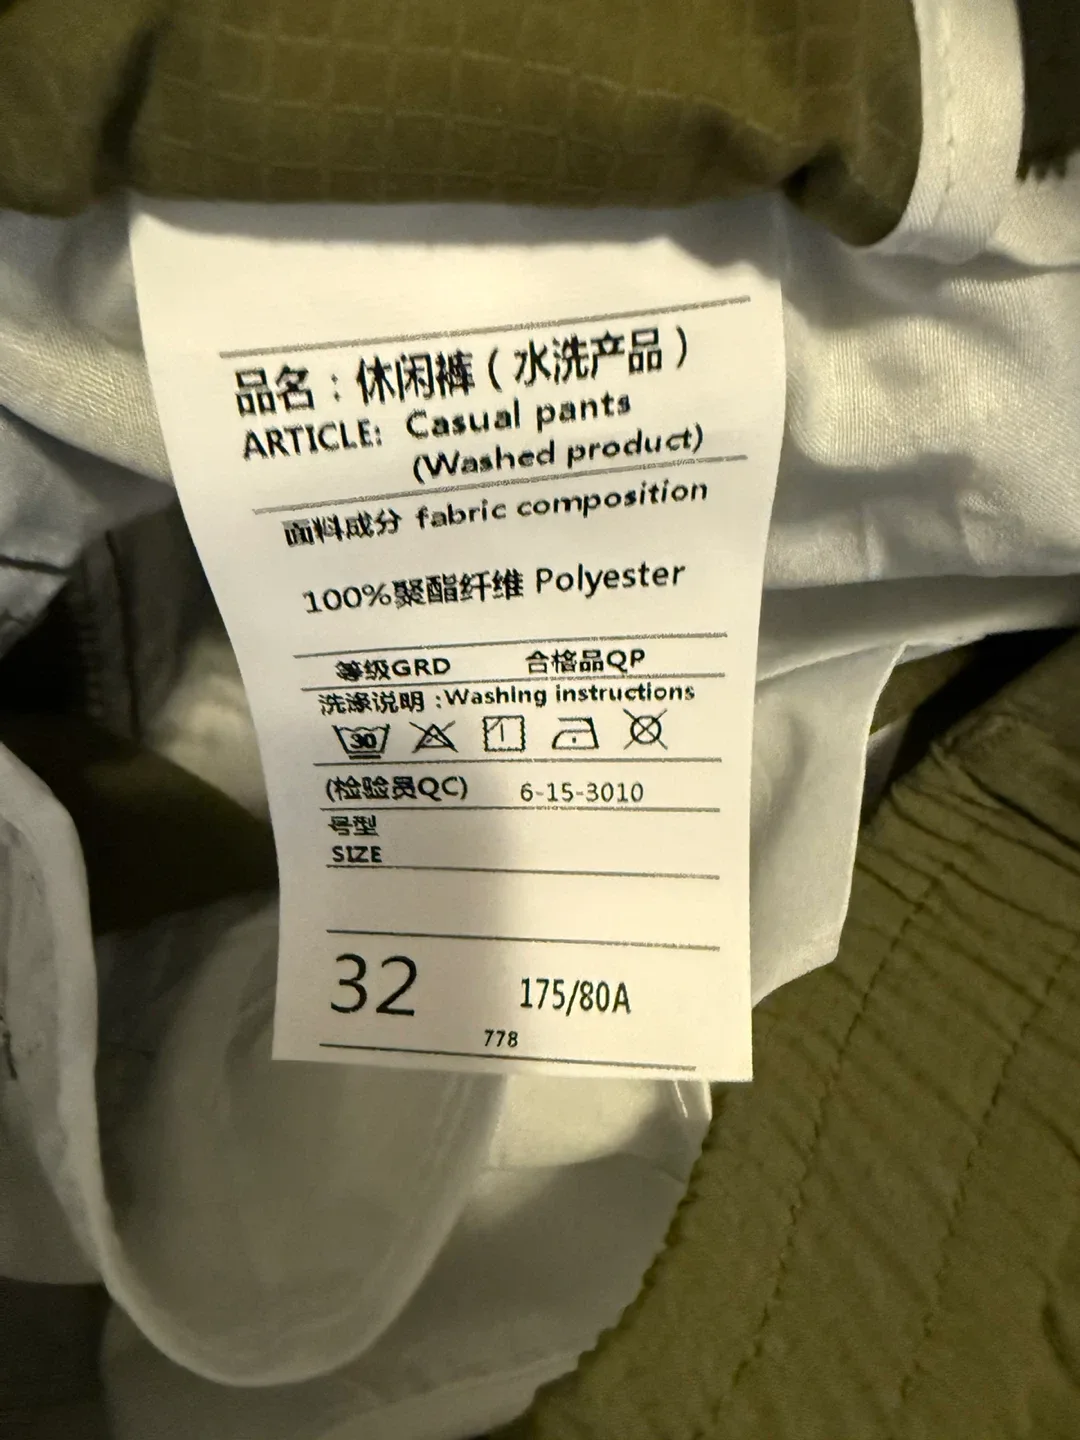 品名：休闲裤（水洗产品）
ARTICLE: Casual pants
(Washed product)
面料成分 fabric composition
100%聚酯纤维 Polyester
等级GRD 合格品QP
洗涤说明 :Washing instructions
30
(检验员QC) 6-15-3010
号型
SIZE
32 175/80A
778